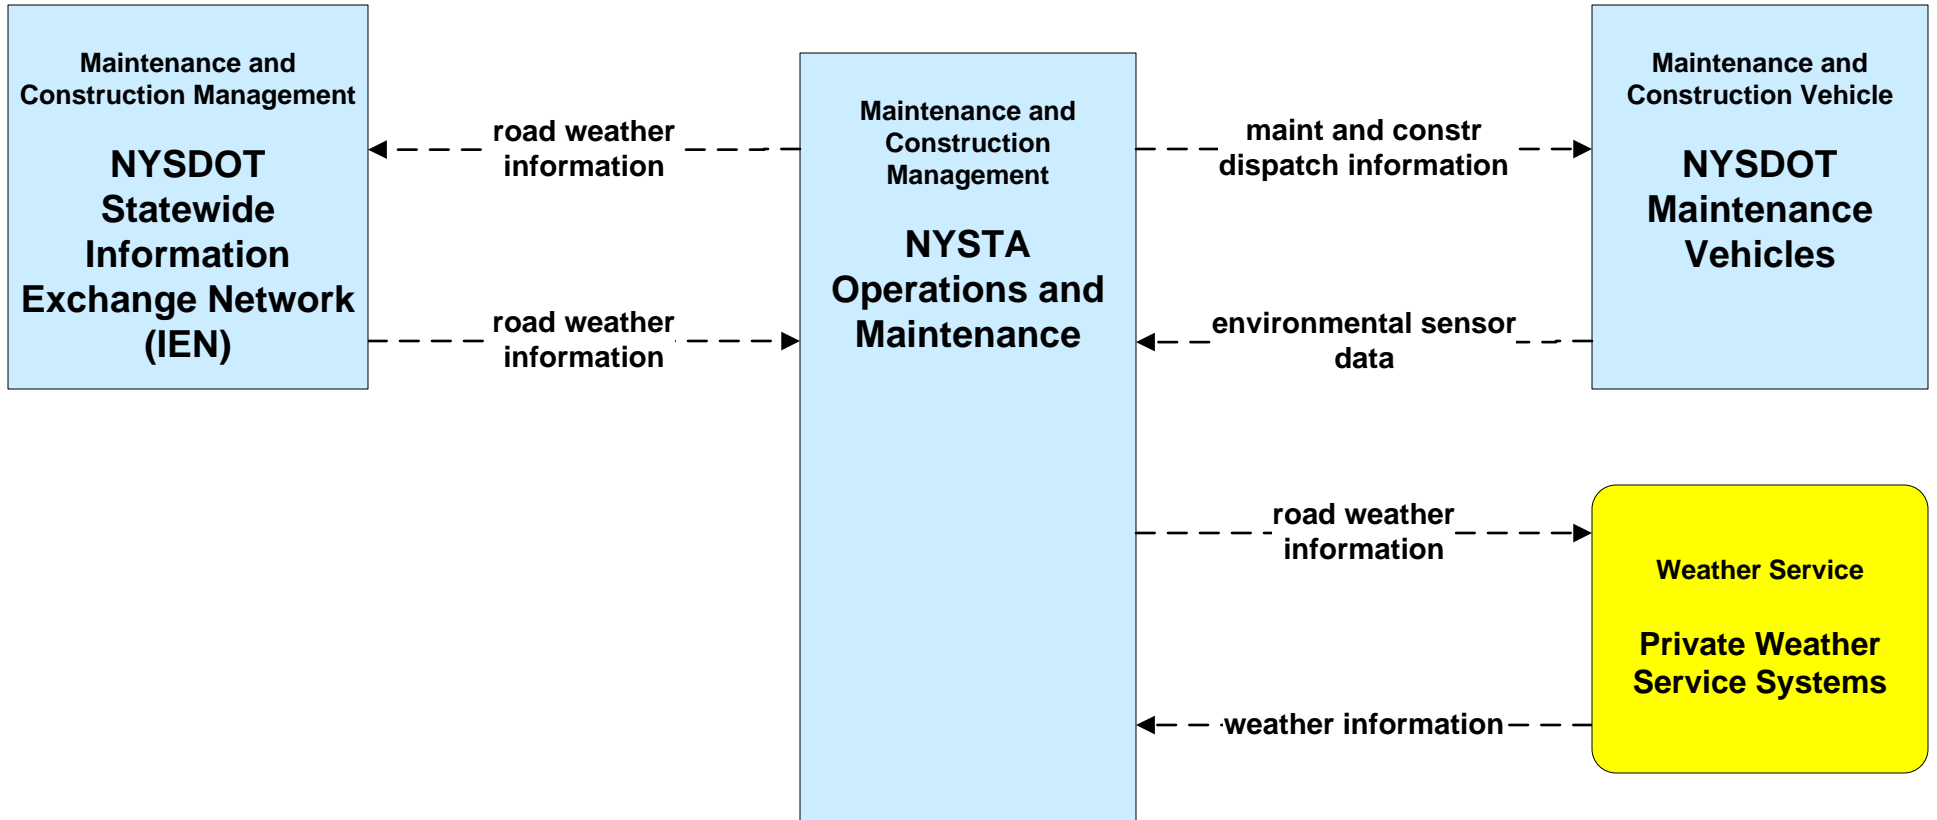 Maintenance and
Construction Management
NYSDOT
Statewide
Information
Exchange Network
(IEN)
road weather
information
road weather
information
Maintenance and
Construction
Management
NYSTA
Operations and
Maintenance
maint and constr
dispatch information
environmental sensor
data
road weather
information
weather information
Maintenance and
Construction Vehicle
NYSDOT
Maintenance
Vehicles
Weather Service
Private Weather
Service Systems